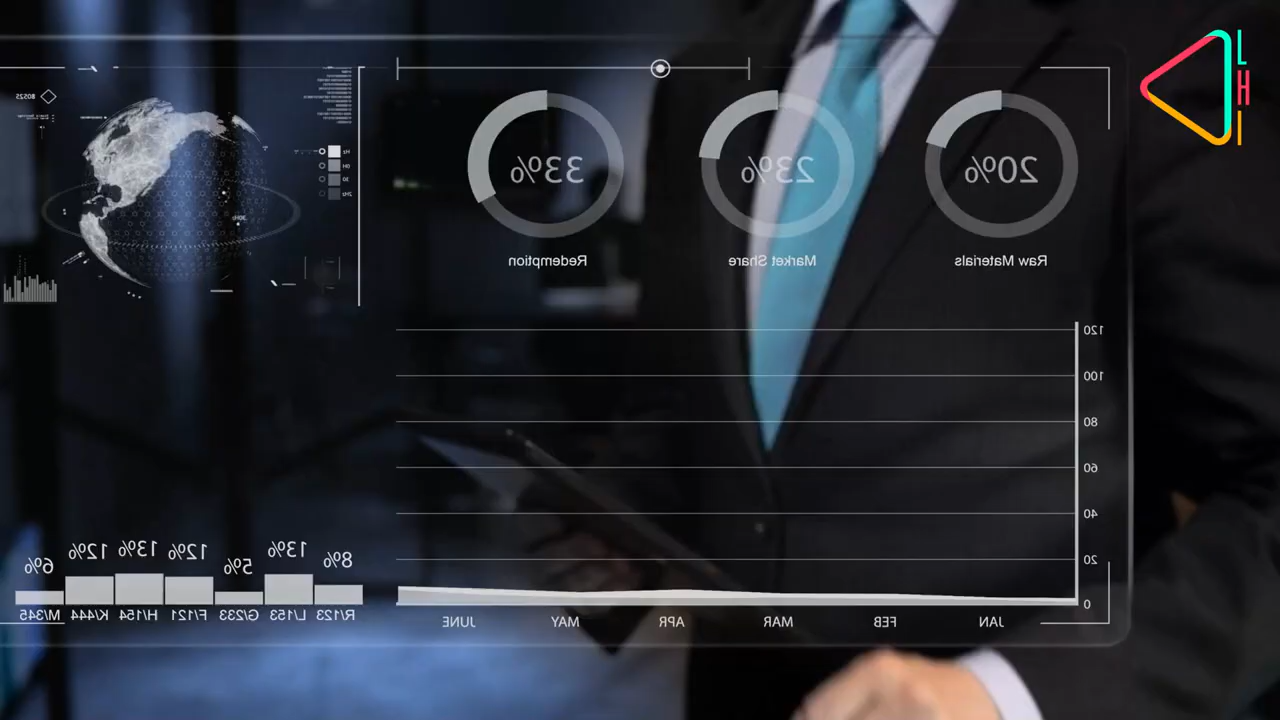 33%
23%
20%
Redemption
Market Share
Raw Materials
120
100
80
60
40
20
0
JUNE
MAY
APR
MAR
FEB
JAN
6%
12%
13%
12%
5%
13%
8%
M/345
K/444
H/154
F/121
G/233
L/153
R/123
JHI